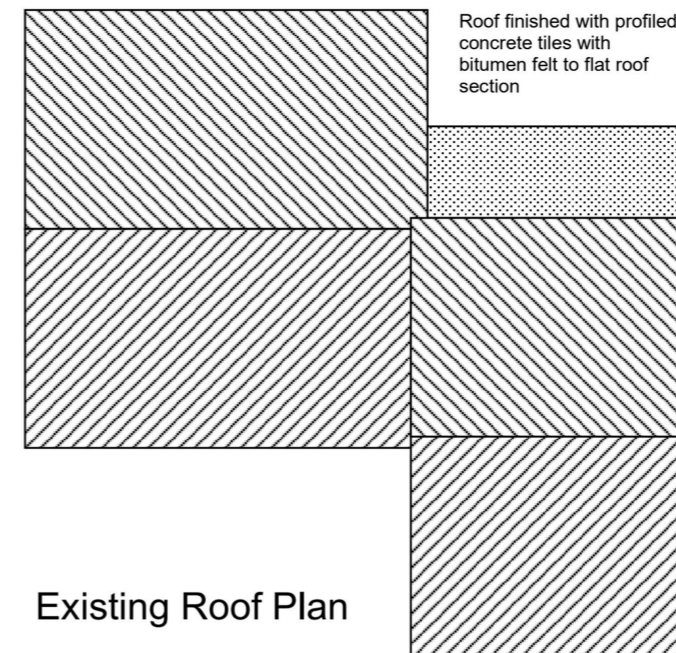 Roof finished with profiled
concrete tiles with
bitumen felt to flat roof
section
Existing Roof Plan